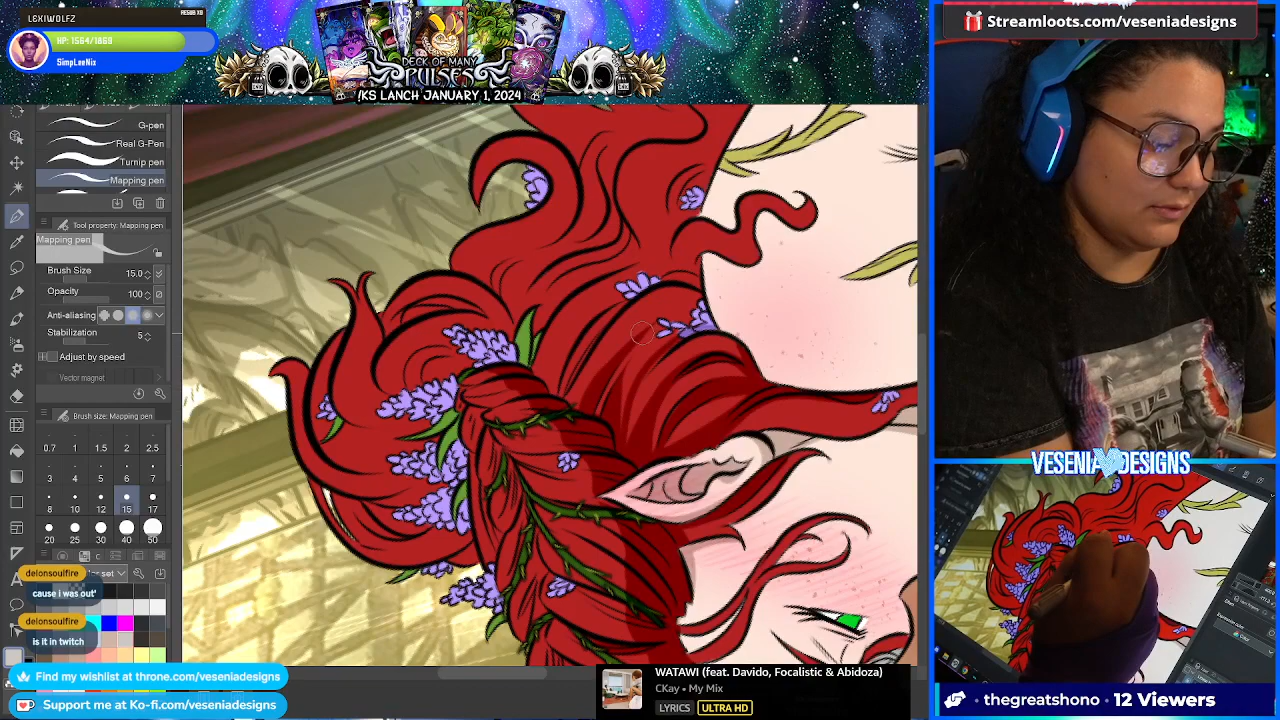 LEXIWOLFZ
HP: 1564/1869
SimpLeeNix
DECK OF MANY
PULSES
!KS LANCH JANUARY 1, 2024
Streamloots.com/veseniadesigns
G-pen
Real G-Pen
Turnip pen
Mapping pen
Tool property: Mapping pen
Mapping pen
Brush Size 15.0
Opacity 100
Anti-aliasing
Stabilization 5
Adjust by speed
Vector magnet
Brush size: Mapping pen
0.7 1 1.5 2 2.5
3 4 5 6 7
8 10 12 15 17
20 25 30 40 50
delonsoulfire
cause i was out'
delonsoulfire
is it in twitch
Find my wishlist at throne.com/veseniadesigns
Support me at Ko-fi.com/veseniadesigns
WATAWI (feat. Davido, Focalistic & Abidoza)
CKay • My Mix
LYRICS ULTRA HD
VESENIA DESIGNS
thegreatshono • 12 Viewers